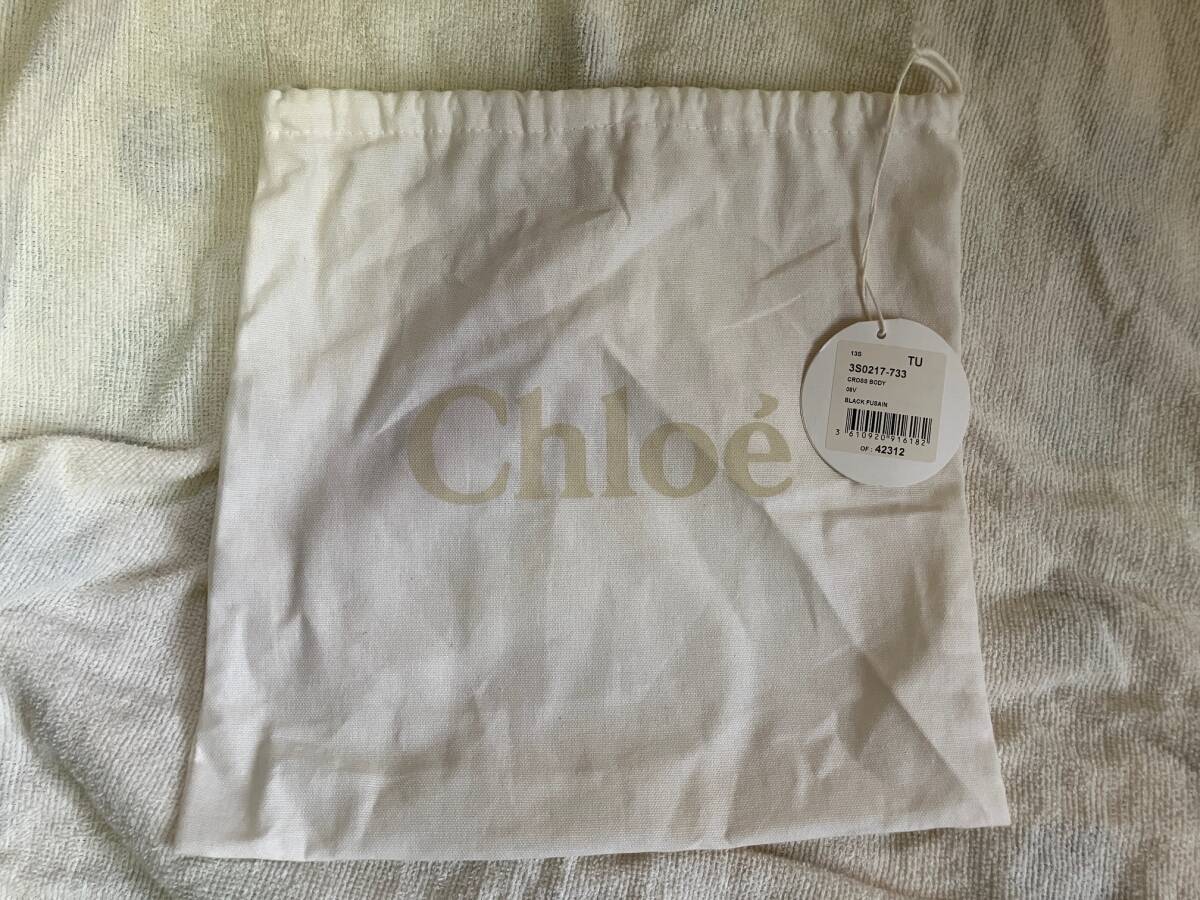 Chloé
13S TU
3S0217-733
CROSS BODY
08V
BLACK FUSAIN
3 610920 916182
OF : 42312